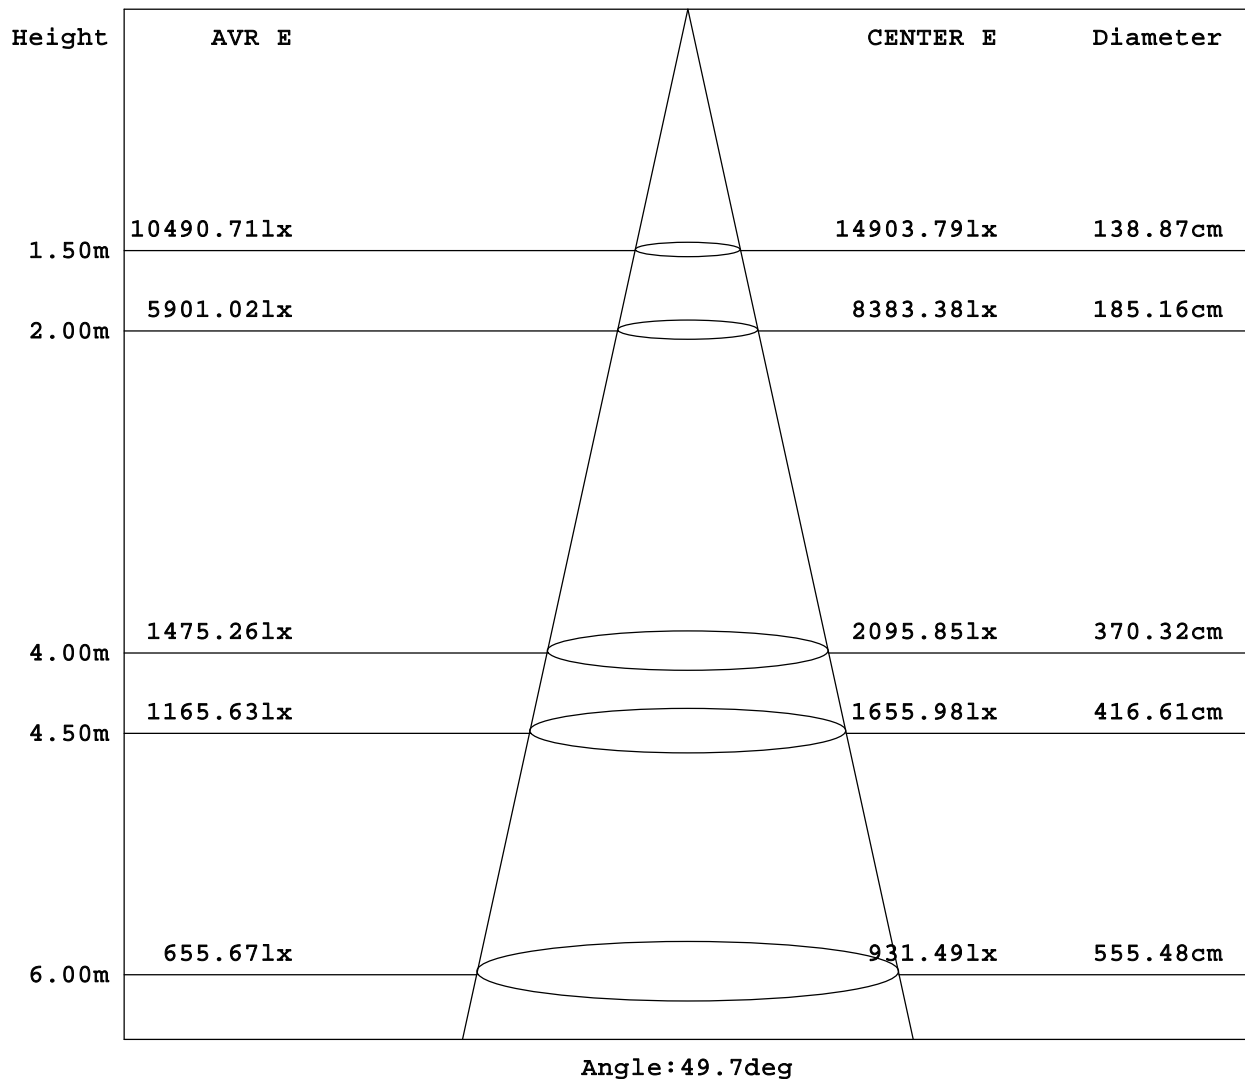 Height AVR E CENTER E Diameter
10490.71lx 14903.79lx 138.87cm
1.50m
5901.02lx 8383.38lx 185.16cm
2.00m
1475.26lx 2095.85lx 370.32cm
4.00m
1165.63lx 1655.98lx 416.61cm
4.50m
655.67lx 931.49lx 555.48cm
6.00m
Angle:49.7deg